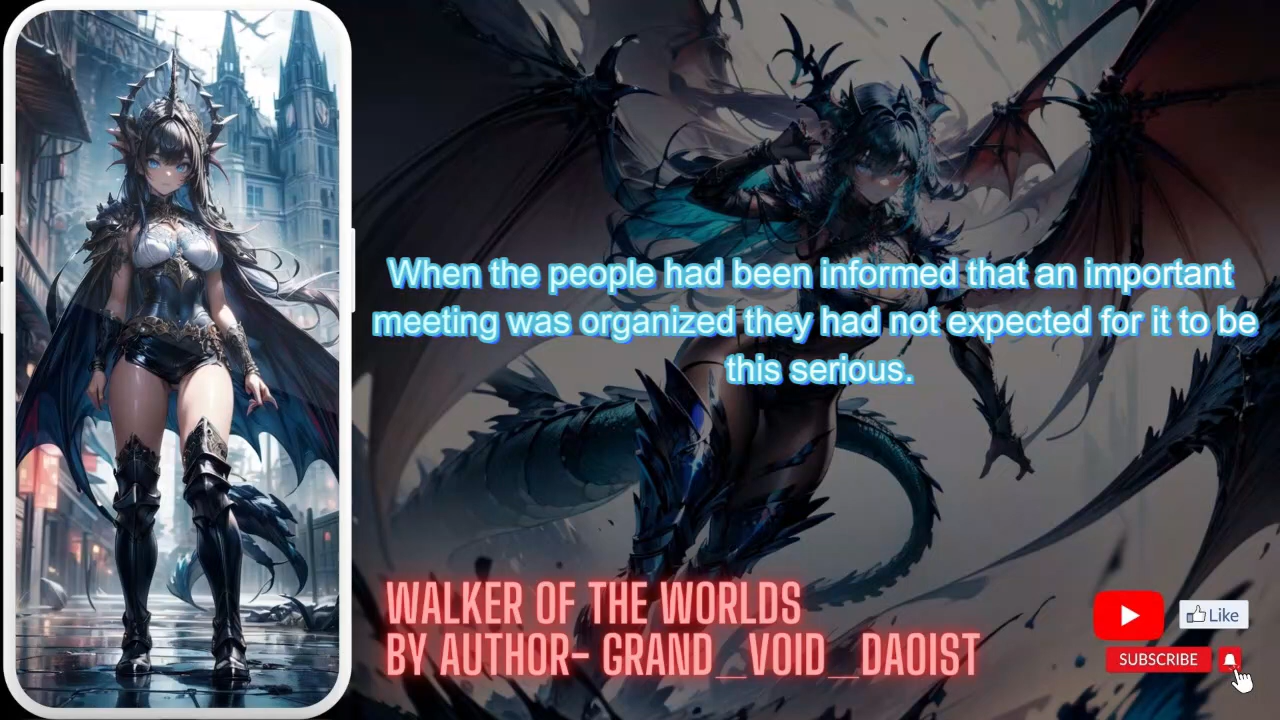 When the people had been informed that an important
meeting was organized they had not expected for it to be
this serious.
WALKER OF THE WORLDS
BY AUTHOR- GRAND_VOID_DAOIST
Like
SUBSCRIBE